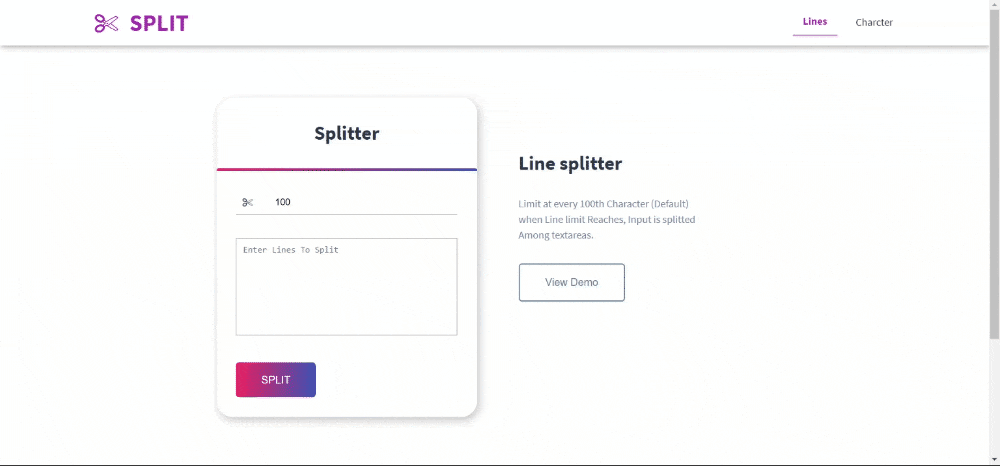 SPLIT
Lines
Charcter
Splitter
100
Enter Lines To Split
SPLIT
Line splitter
Limit at every 100th Character (Default)
when Line limit Reaches, Input is splitted
Among textareas.
View Demo